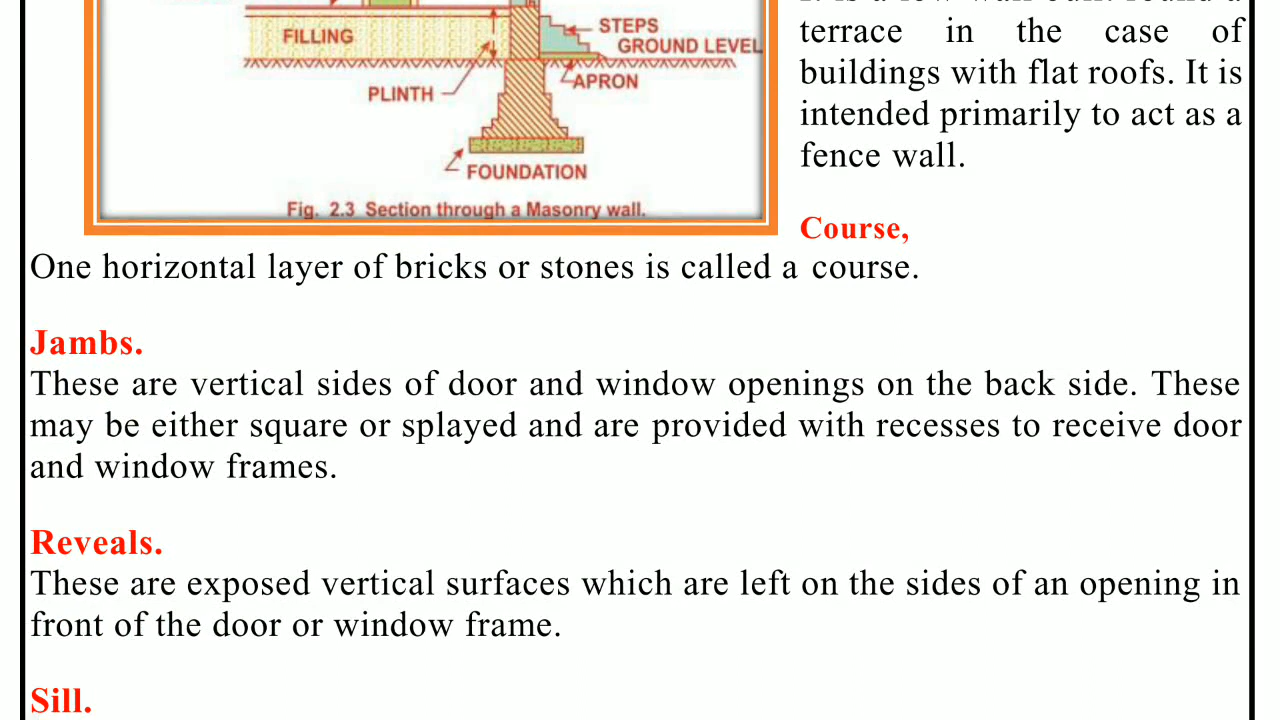 FILLING
STEPS
GROUND LEVEL
APRON
PLINTH
FOUNDATION
Fig. 2.3 Section through a Masonry wall.
terrace in the case of
buildings with flat roofs. It is
intended primarily to act as a
fence wall.
Course,
One horizontal layer of bricks or stones is called a course.
Jambs.
These are vertical sides of door and window openings on the back side. These
may be either square or splayed and are provided with recesses to receive door
and window frames.
Reveals.
These are exposed vertical surfaces which are left on the sides of an opening in
front of the door or window frame.
Sill.